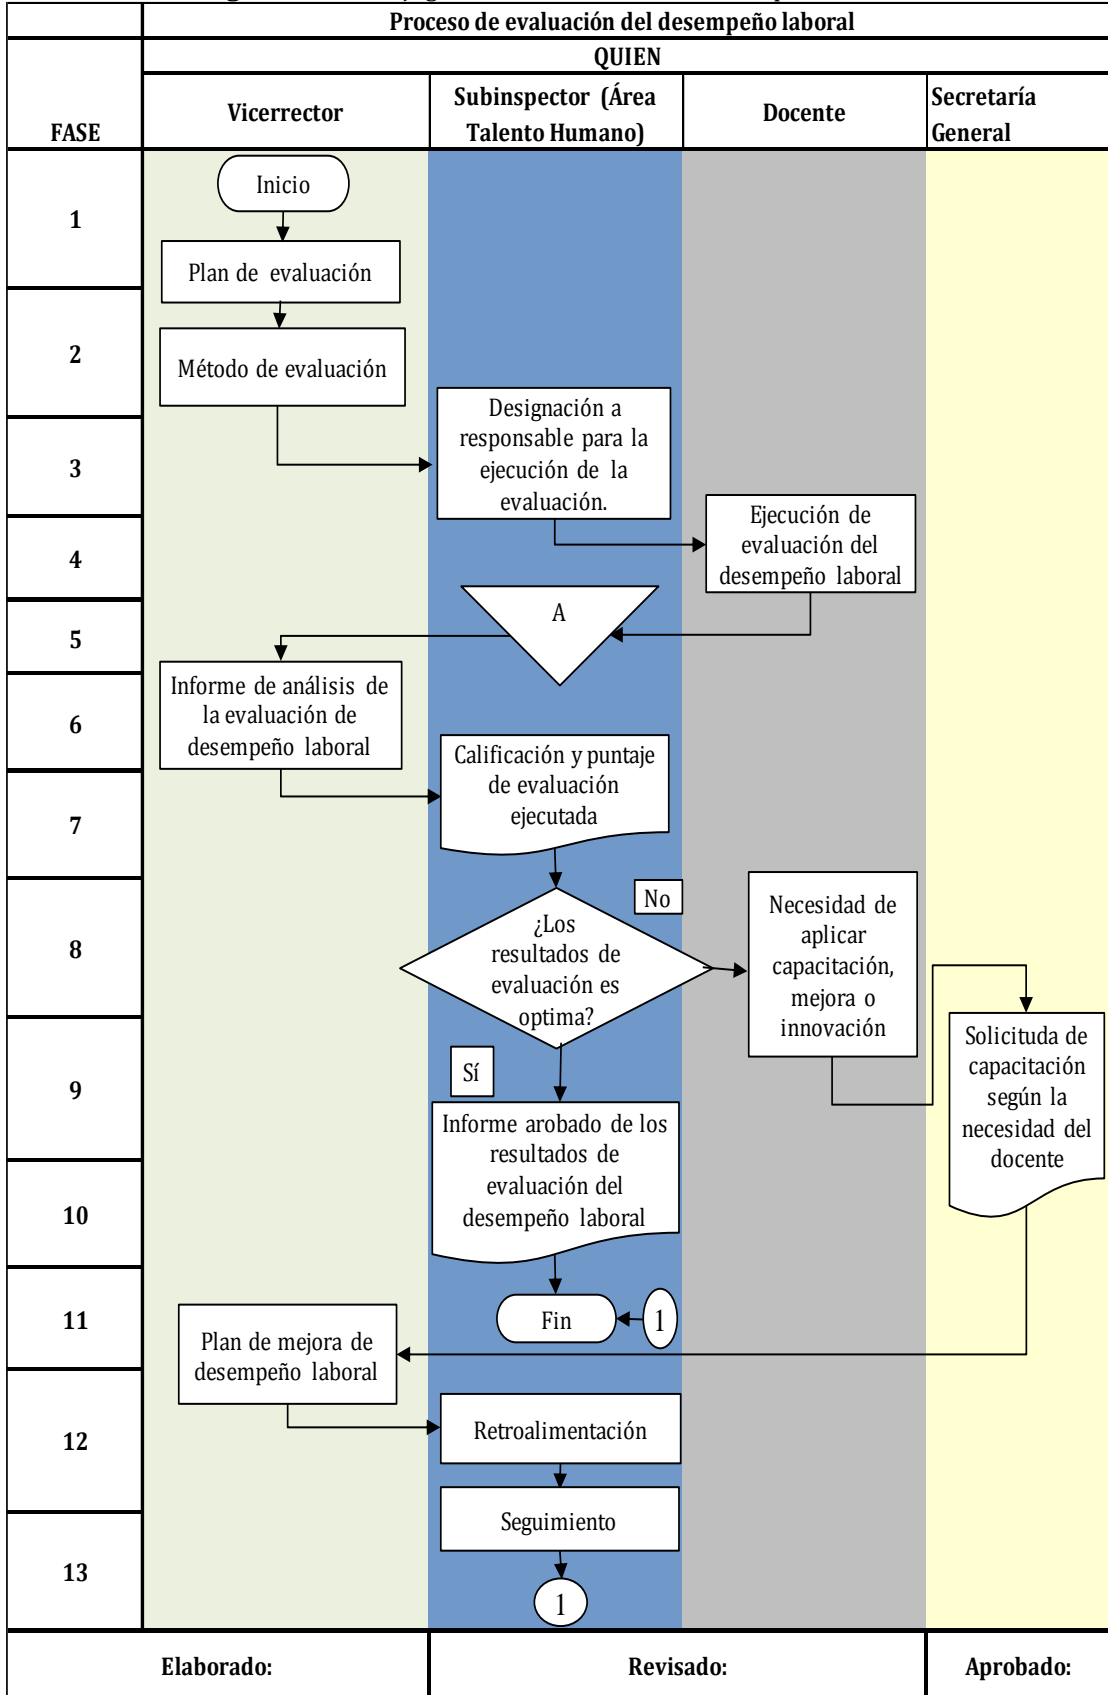 Proceso de evaluación del desempeño laboral
QUIEN
FASE
Vicerrector
Subinspector (Área
Talento Humano)
Docente
Secretaría
General
1
Inicio
Plan de evaluación
2
Método de evaluación
3
Designación a
responsable para la
ejecución de la
evaluación.
4
Ejecución de
evaluación del
desempeño laboral
5
A
6
Informe de análisis de
la evaluación de
desempeño laboral
7
Calificación y puntaje
de evaluación
ejecutada
8
¿Los
resultados de
evaluación es
optima?
No
Necesidad de
aplicar
capacitación,
mejora o
innovación
9
Sí
Solicituda de
capacitación
según la
necesidad del
docente
10
Informe arobado de los
resultados de
evaluación del
desempeño laboral
11
Fin
1
Plan de mejora de
desempeño laboral
12
Retroalimentación
Seguimiento
13
1
Elaborado:
Revisado:
Aprobado: